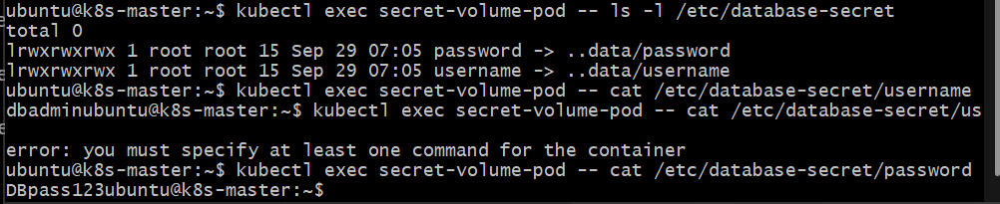 ubuntu@k8s-master:~$ kubectl exec secret-volume-pod -- ls -l /etc/database-secret
total 0
lrwxrwxrwx 1 root root 15 Sep 29 07:05 password -> ..data/password
lrwxrwxrwx 1 root root 15 Sep 29 07:05 username -> ..data/username
ubuntu@k8s-master:~$ kubectl exec secret-volume-pod -- cat /etc/database-secret/username
dbadminubuntu@k8s-master:~$ kubectl exec secret-volume-pod -- cat /etc/database-secret/us
error: you must specify at least one command for the container
ubuntu@k8s-master:~$ kubectl exec secret-volume-pod -- cat /etc/database-secret/password
DBpass123ubuntu@k8s-master:~$